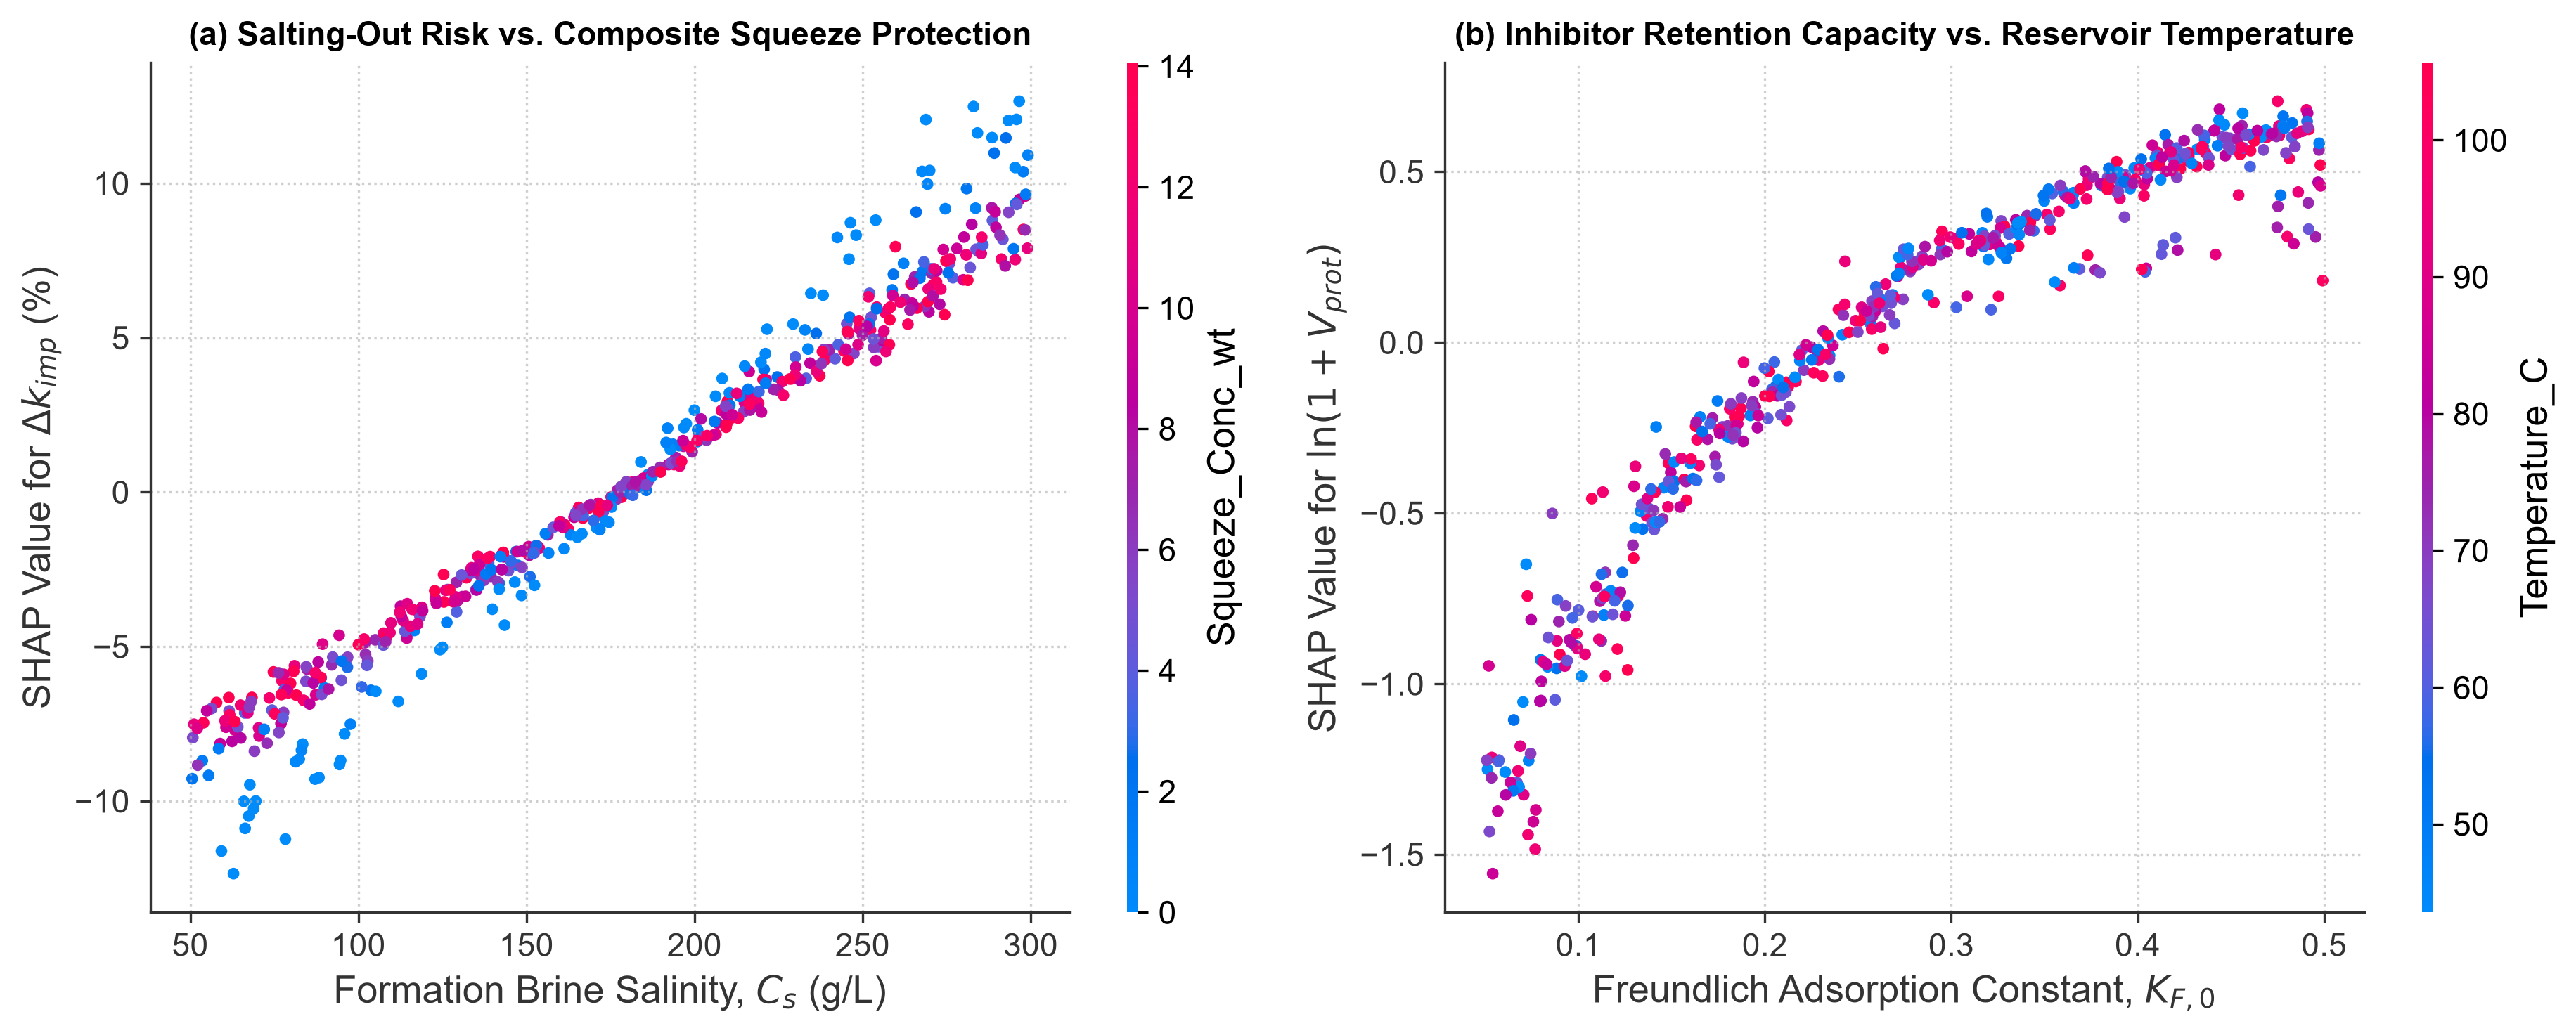 (a) Salting-Out Risk vs. Composite Squeeze Protection
SHAP Value for Δk_imp (%)
10
5
0
−5
−10
50 100 150 200 250 300
Formation Brine Salinity, C_s (g/L)
14
12
10
8
6
4
2
0
Squeeze_Conc_wt
(b) Inhibitor Retention Capacity vs. Reservoir Temperature
SHAP Value for ln(1 + V_prot)
0.5
0.0
−0.5
−1.0
−1.5
0.1 0.2 0.3 0.4 0.5
Freundlich Adsorption Constant, K_F, 0
100
90
80
70
60
50
Temperature_C